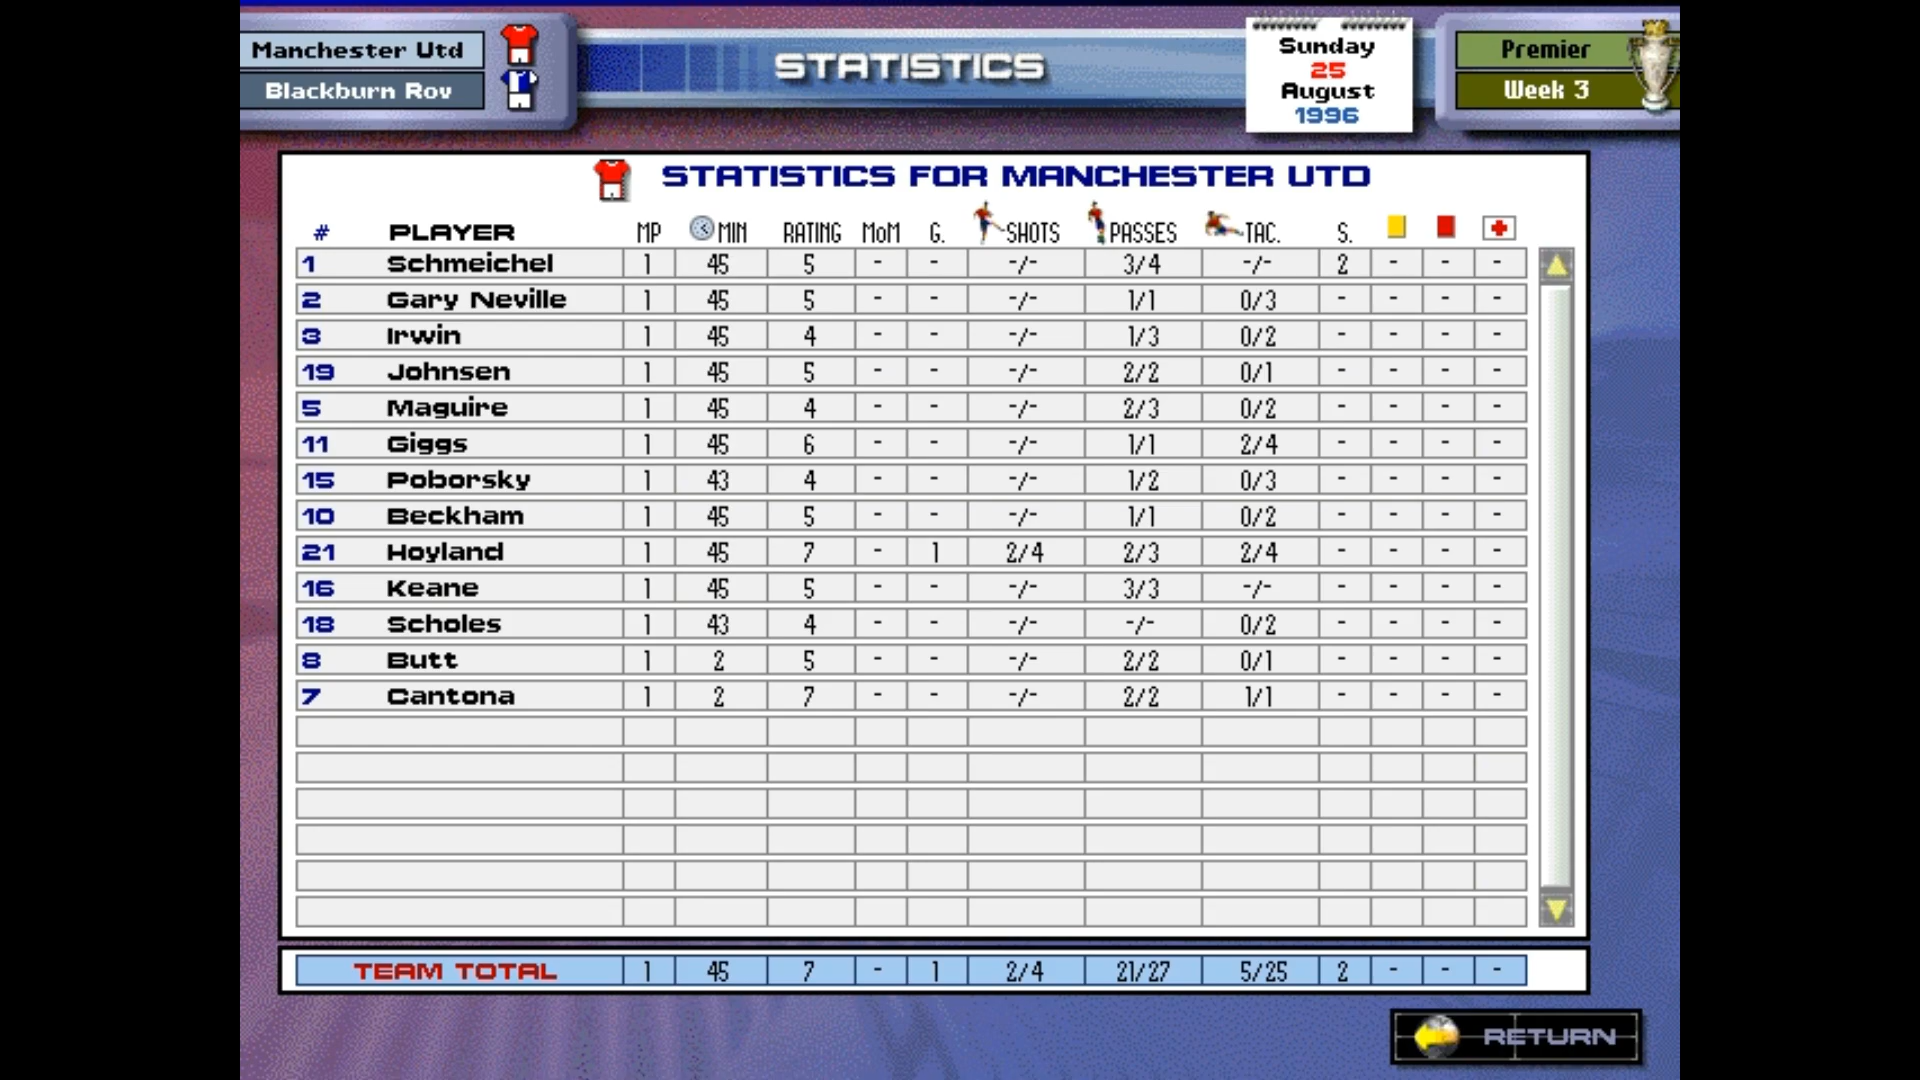 Manchester Utd
Blackburn Rov
STATISTICS
Sunday
25
August
1996
Premier
Week 3
STATISTICS FOR MANCHESTER UTD
# PLAYER MP MIN RATING MoM G. SHOTS PASSES TAC. S.
1 Schmeichel 1 45 5 - - -/- 3/4 -/- 2 - - -
2 Gary Neville 1 45 5 - - -/- 1/1 0/3 - - - -
3 Irwin 1 45 4 - - -/- 1/3 0/2 - - - -
19 Johnsen 1 45 5 - - -/- 2/2 0/1 - - - -
5 Maguire 1 45 4 - - -/- 2/3 0/2 - - - -
11 Giggs 1 45 6 - - -/- 1/1 2/4 - - - -
15 Poborsky 1 43 4 - - -/- 1/2 0/3 - - - -
10 Beckham 1 45 5 - - -/- 1/1 0/2 - - - -
21 Hoyland 1 45 7 - 1 2/4 2/3 2/4 - - - -
16 Keane 1 45 5 - - -/- 3/3 -/- - - - -
18 Scholes 1 43 4 - - -/- -/- 0/2 - - - -
8 Butt 1 2 5 - - -/- 2/2 0/1 - - - -
7 Cantona 1 2 7 - - -/- 2/2 1/1 - - - -
TEAM TOTAL 1 45 7 - 1 2/4 21/27 5/25 2 - - -
RETURN